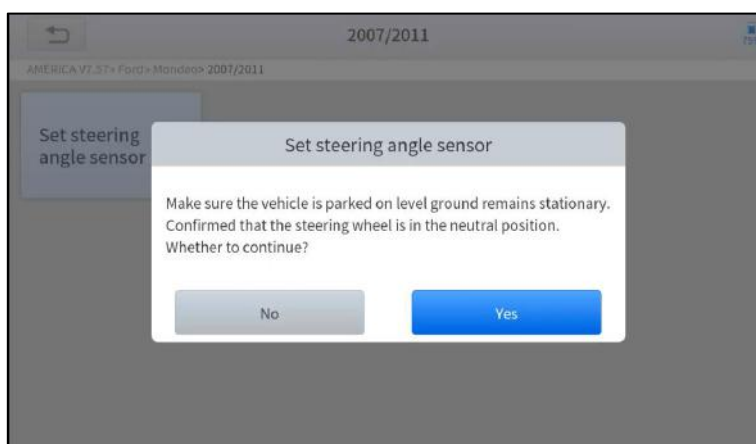 2007/2011
AMERICA V7.57> Ford> Mondeo> 2007/2011
Set steering
angle sensor
Set steering angle sensor
Make sure the vehicle is parked on level ground remains stationary.
Confirmed that the steering wheel is in the neutral position.
Whether to continue?
No
Yes